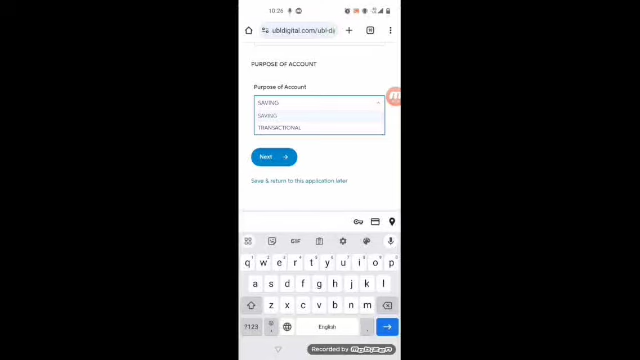 10:26
ubldigital.com/ubl-di
PURPOSE OF ACCOUNT
Purpose of Account
SAVING
SAVING
TRANSACTIONAL
Next
Save & return to this application later
GIF
q w e r t y u i o p
a s d f g h j k l
z x c v b n m
?123
English
Recorded by